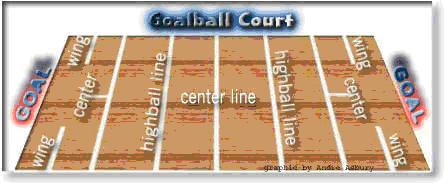 Goalball Court
wing
wing
GOAL
center
highball line
center line
highball line
center
GOAL
wing
wing
graphic by Andie Asbury